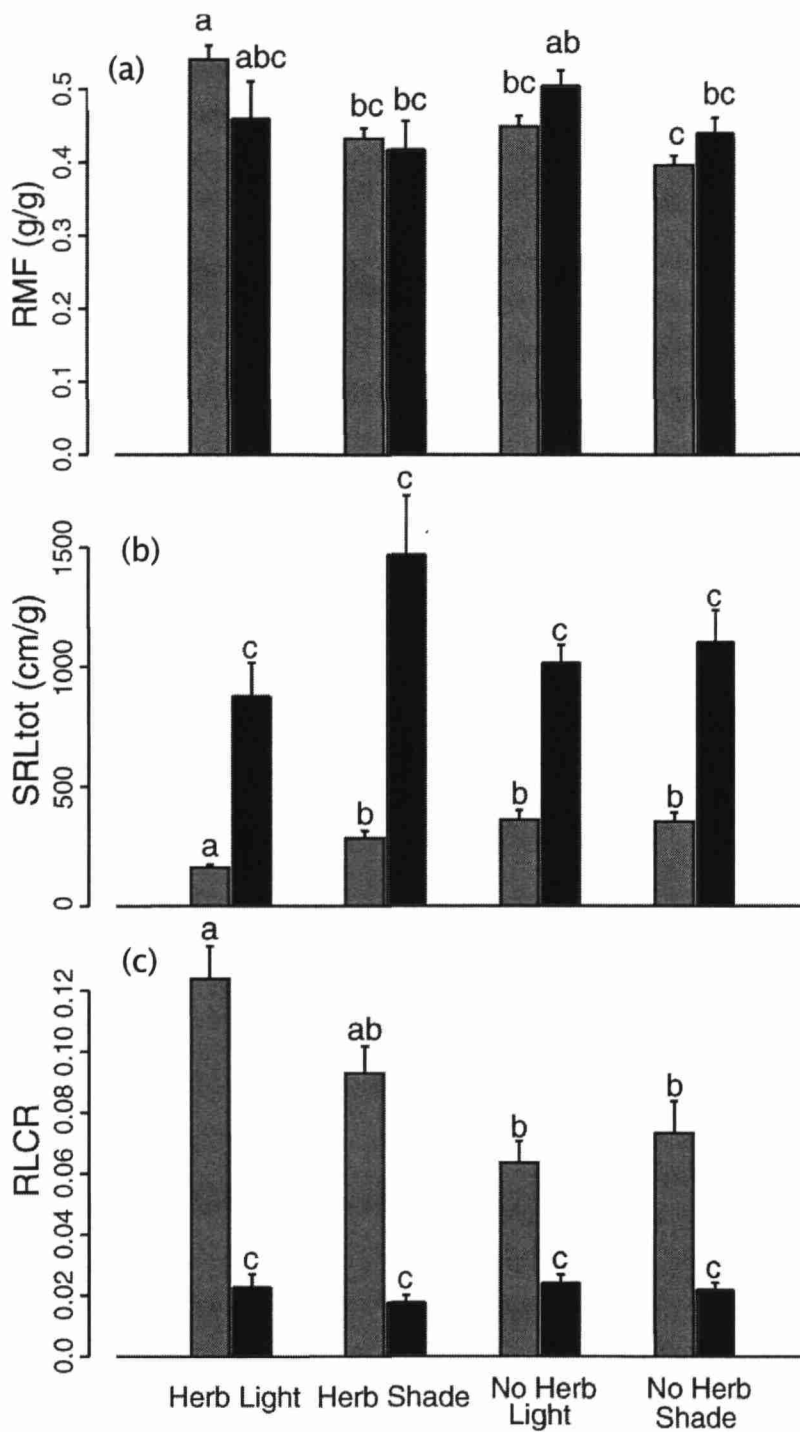 (a)
a
abc
bc
bc
bc
ab
c
bc
RMF (g/g)
0.0
0.1
0.2
0.3
0.4
0.5
(b)
a
c
b
c
b
c
b
c
SRLtot (cm/g)
0
500
1000
1500
(c)
a
c
ab
c
b
c
b
c
RLCR
0.0
0.02
0.04
0.06
0.08
0.10
0.12
Herb Light
Herb Shade
No Herb
Light
No Herb
Shade